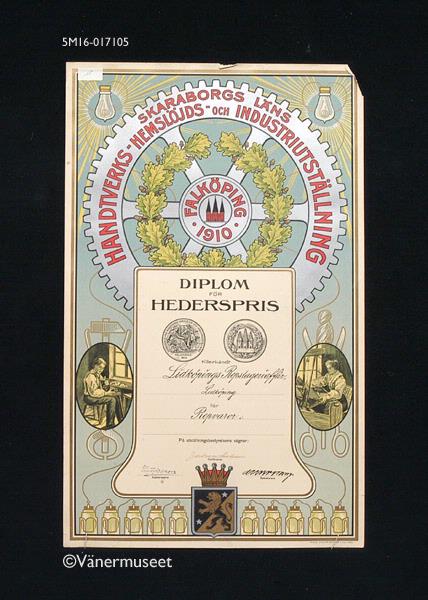 5M16-017105
SKARABORGS LÄNS
HANDTVERKS- HEMSLÖJDS- OCH INDUSTRIUTSTÄLLNING
FALKÖPING
1910
DIPLOM
FÖR
HEDERSPRIS
tillerkändt
Lidköpings Repslageriaffär,
Lidköping
för
Repvaror.
På utställningsbestyrelsens vägnar:
©Vänermuseet